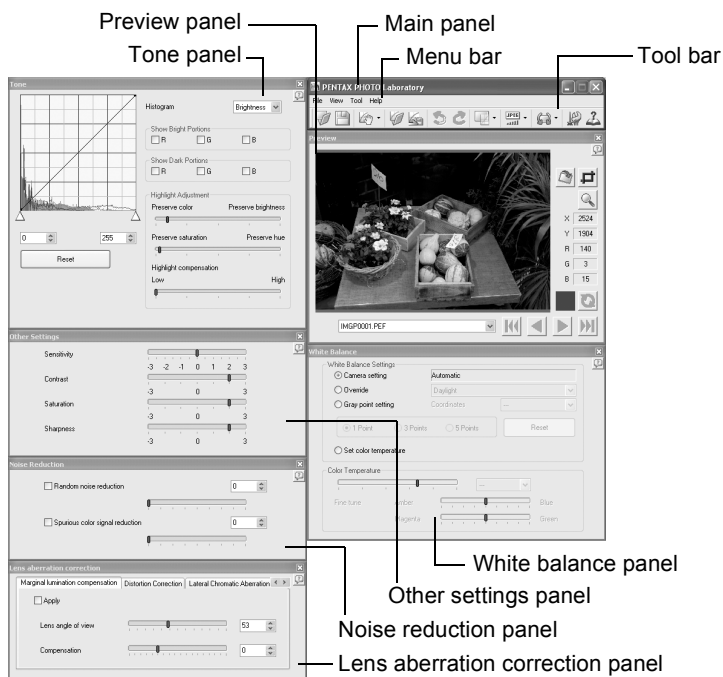 Preview panel
Main panel
Tone panel
Menu bar
Tool bar
Tone
Histogram
Brightness
Show Bright Portions
R G B
Show Dark Portions
R G B
Highlight Adjustment
Preserve color Preserve brightness
Preserve saturation Preserve hue
Highlight compensation
Low High
0 255
Reset
PENTAX PHOTO Laboratory
File View Tool Help
JPEG
Preview
X 2524
Y 1904
R 140
G 3
B 15
IMGP0001.PEF
Other Settings
Sensitivity
-3 -2 -1 0 1 2 3
Contrast
-3 0 3
Saturation
-3 0 3
Sharpness
-3 0 3
White Balance
White Balance Settings
Camera setting Automatic
Override Daylight
Gray point setting Coordinates ---
1 Point 3 Points 5 Points Reset
Set color temperature
Color Temperature
---
Fine tune Amber Blue
Magenta Green
Noise Reduction
Random noise reduction 0
Spurious color signal reduction 0
Lens aberration correction
Marginal lumination compensation Distortion Correction Lateral Chromatic Aberration
Apply
Lens angle of view 53
Compensation 0
White balance panel
Other settings panel
Noise reduction panel
Lens aberration correction panel